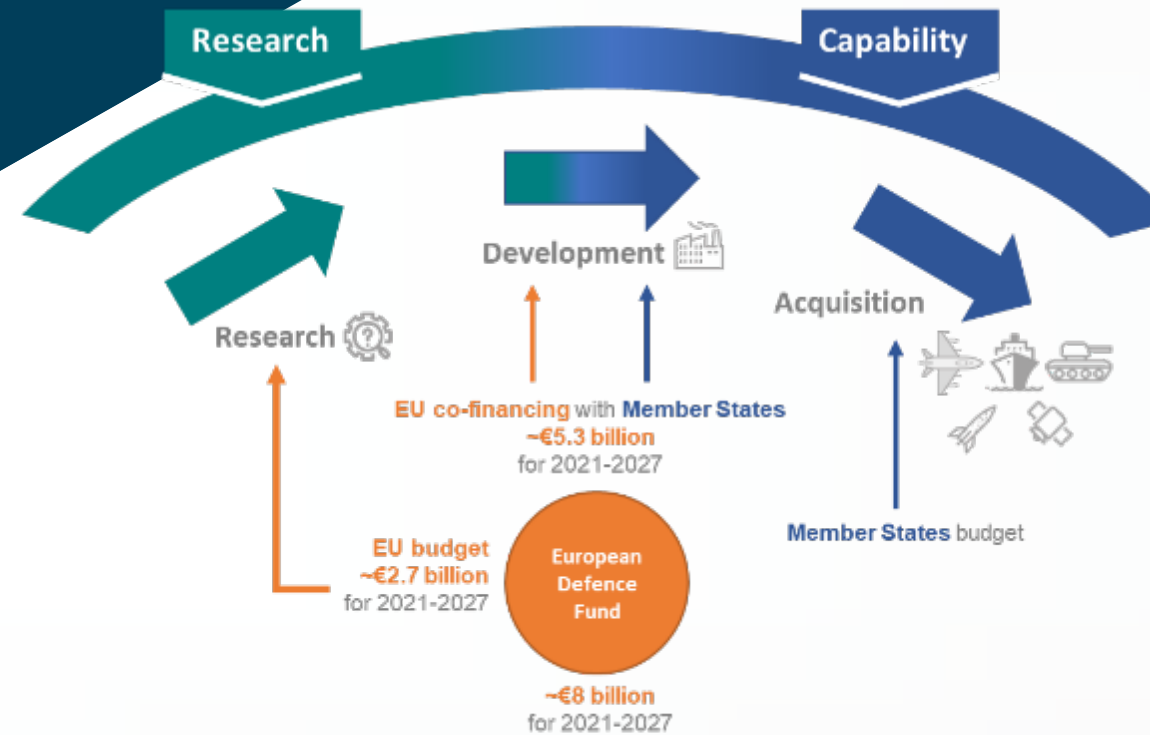 Research
Capability
Development
Research
Acquisition
EU co-financing with Member States
~€5.3 billion
for 2021-2027
Member States budget
EU budget
~€2.7 billion
for 2021-2027
European
Defence
Fund
~€8 billion
for 2021-2027